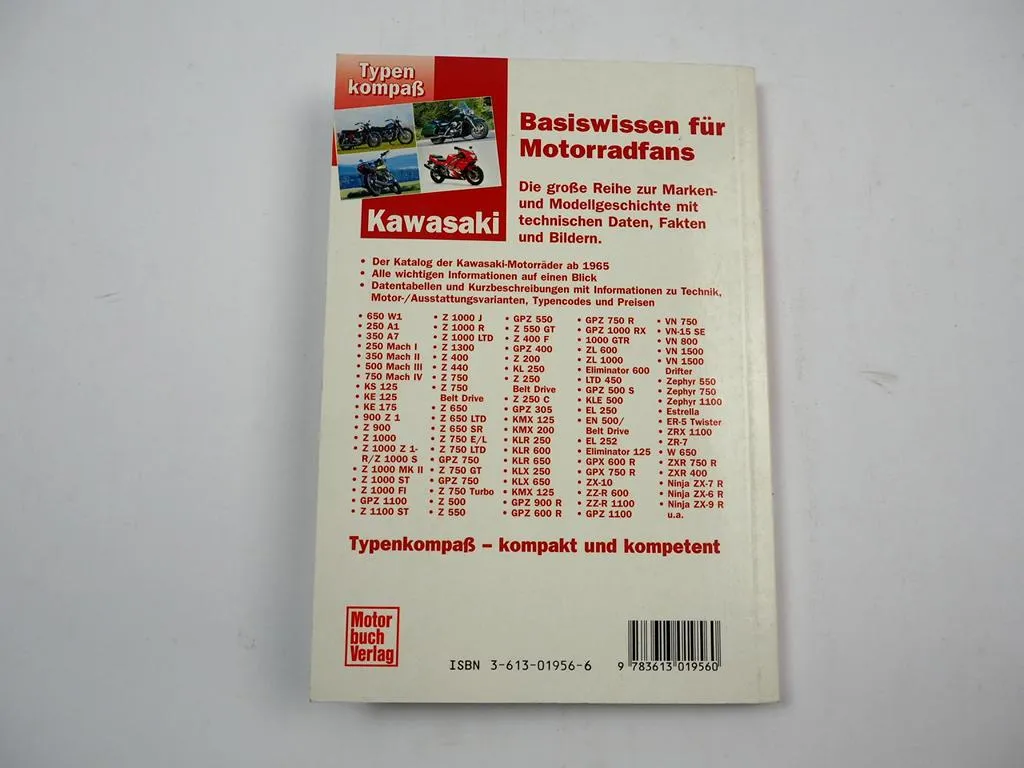 Typen
kompaß
Kawasaki
Basiswissen für
Motorradfans
Die große Reihe zur Marken-
und Modellgeschichte mit
technischen Daten, Fakten
und Bildern.
• Der Katalog der Kawasaki-Motorräder ab 1965
• Alle wichtigen Informationen auf einen Blick
• Datentabellen und Kurzbeschreibungen mit Informationen zu Technik,
Motor-/Ausstattungsvarianten, Typencodes und Preisen
• 650 W1
• 250 A1
• 350 A7
• 250 Mach I
• 350 Mach II
• 500 Mach III
• 750 Mach IV
• KS 125
• KE 125
• KE 175
• 900 Z 1
• Z 900
• Z 1000
• Z 1000 Z 1-
R/Z 1000 S
• Z 1000 MK II
• Z 1000 ST
• Z 1000 FI
• GPZ 1100
• Z 1100 ST
• Z 1000 J
• Z 1000 R
• Z 1000 LTD
• Z 1300
• Z 400
• Z 440
• Z 750
• Z 750
Belt Drive
• Z 650
• Z 650 LTD
• Z 650 SR
• Z 750 E/L
• Z 750 LTD
• GPZ 750
• Z 750 GT
• GPZ 750
• Z 750 Turbo
• Z 500
• Z 550
• GPZ 550
• Z 550 GT
• Z 400 F
• GPZ 400
• Z 200
• KL 250
• Z 250
Belt Drive
• Z 250 C
• GPZ 305
• KMX 125
• KMX 200
• KLR 250
• KLR 600
• KLR 650
• KLX 250
• KLX 650
• KMX 125
• GPZ 900 R
• GPZ 600 R
• GPZ 750 R
• GPZ 1000 RX
• 1000 GTR
• ZL 600
• ZL 1000
• Eliminator 600
• LTD 450
• GPZ 500 S
• KLE 500
• EL 250
• EN 500/
Belt Drive
• EL 252
• Eliminator 125
• GPX 600 R
• GPX 750 R
• ZX-10
• ZZ-R 600
• ZZ-R 1100
• GPZ 1100
• VN 750
• VN-15 SE
• VN 800
• VN 1500
• VN 1500
Drifter
• Zephyr 550
• Zephyr 750
• Zephyr 1100
• Estrella
• ER-5 Twister
• ZRX 1100
• ZR-7
• W 650
• ZXR 750 R
• ZXR 400
• Ninja ZX-7 R
• Ninja ZX-6 R
• Ninja ZX-9 R
u.a.
Typenkompaß – kompakt und kompetent
Motor
buch
Verlag
ISBN 3-613-01956-6
9 783613 019560